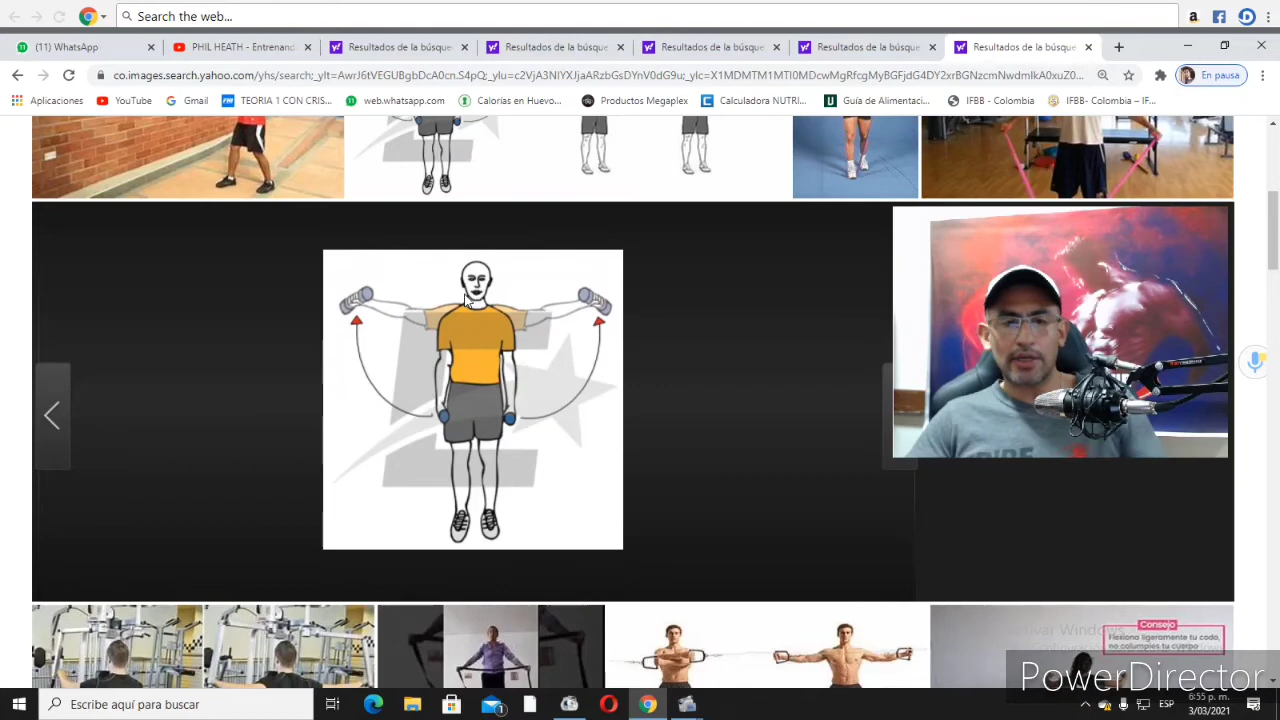 Search the web...
(11) WhatsApp
PHIL HEATH - Entrenand
Resultados de la búsque
Resultados de la búsque
Resultados de la búsque
Resultados de la búsque
Resultados de la búsque
En pausa
Aplicaciones
YouTube
Gmail
TEORIA 1 CON CRIS...
web.whatsapp.com
Calorías en Huevo...
Productos Megaplex
Calculadora NUTRI...
Guía de Alimentaci...
IFBB - Colombia
IFBB- Colombia – IF...
Consejo
Flexiona ligeramente tu codo,
no columpies tu cuerpo
PowerDirector
Escribe aquí para buscar
ESP
6:55 p. m.
3/03/2021